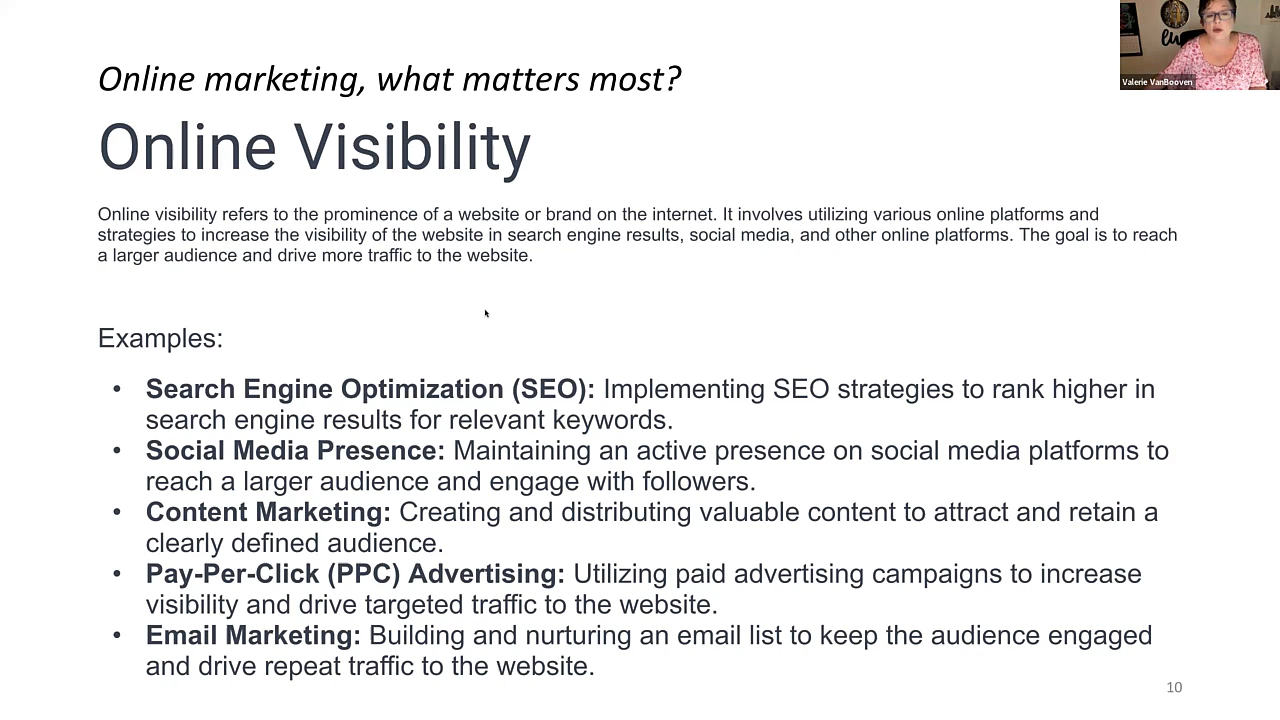 Online marketing, what matters most?
Valerie VanBooven
Online Visibility
Online visibility refers to the prominence of a website or brand on the internet. It involves utilizing various online platforms and
strategies to increase the visibility of the website in search engine results, social media, and other online platforms. The goal is to reach
a larger audience and drive more traffic to the website.
Examples:
• Search Engine Optimization (SEO): Implementing SEO strategies to rank higher in
search engine results for relevant keywords.
• Social Media Presence: Maintaining an active presence on social media platforms to
reach a larger audience and engage with followers.
• Content Marketing: Creating and distributing valuable content to attract and retain a
clearly defined audience.
• Pay-Per-Click (PPC) Advertising: Utilizing paid advertising campaigns to increase
visibility and drive targeted traffic to the website.
• Email Marketing: Building and nurturing an email list to keep the audience engaged
and drive repeat traffic to the website.
10